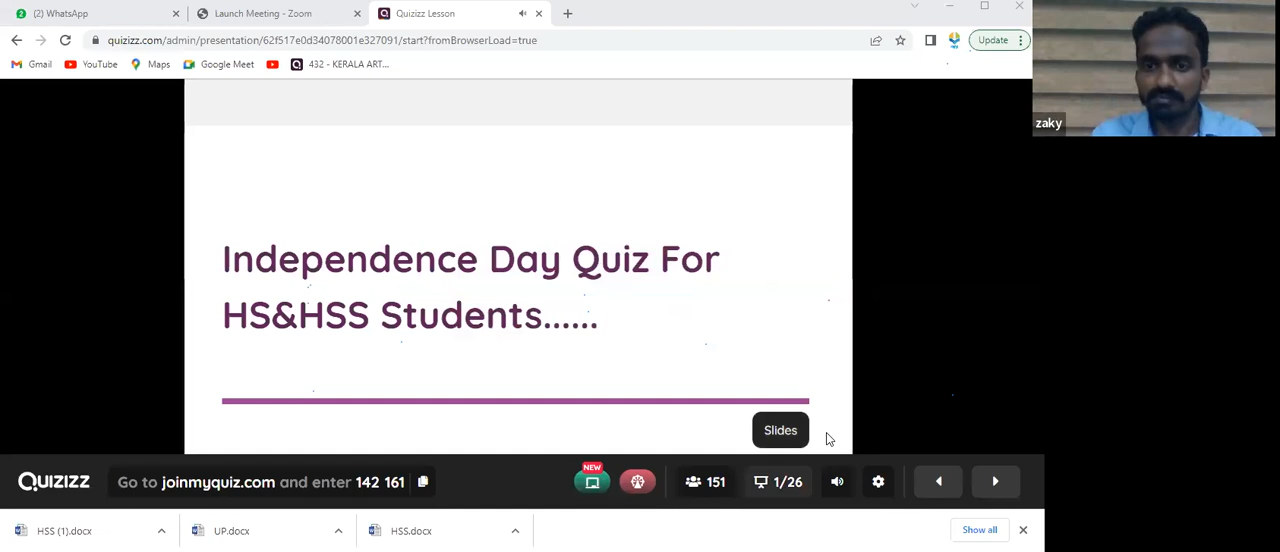 (2) WhatsApp
Launch Meeting - Zoom
Quizizz Lesson
quizizz.com/admin/presentation/62f517e0d34078001e327091/start?fromBrowserLoad=true
Update
Gmail
YouTube
Maps
Google Meet
432 - KERALA ART...
zaky
Independence Day Quiz For
HS&HSS Students......
Slides
QUIZIZZ
Go to joinmyquiz.com and enter 142 161
NEW
151
1/26
HSS (1).docx
UP.docx
HSS.docx
Show all